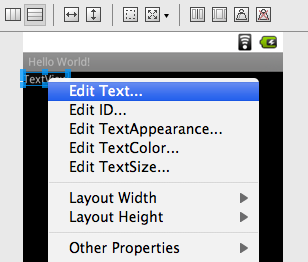 Hello World!
TextView
Edit Text...
Edit ID...
Edit TextAppearance...
Edit TextColor...
Edit TextSize...
Layout Width
Layout Height
Other Properties